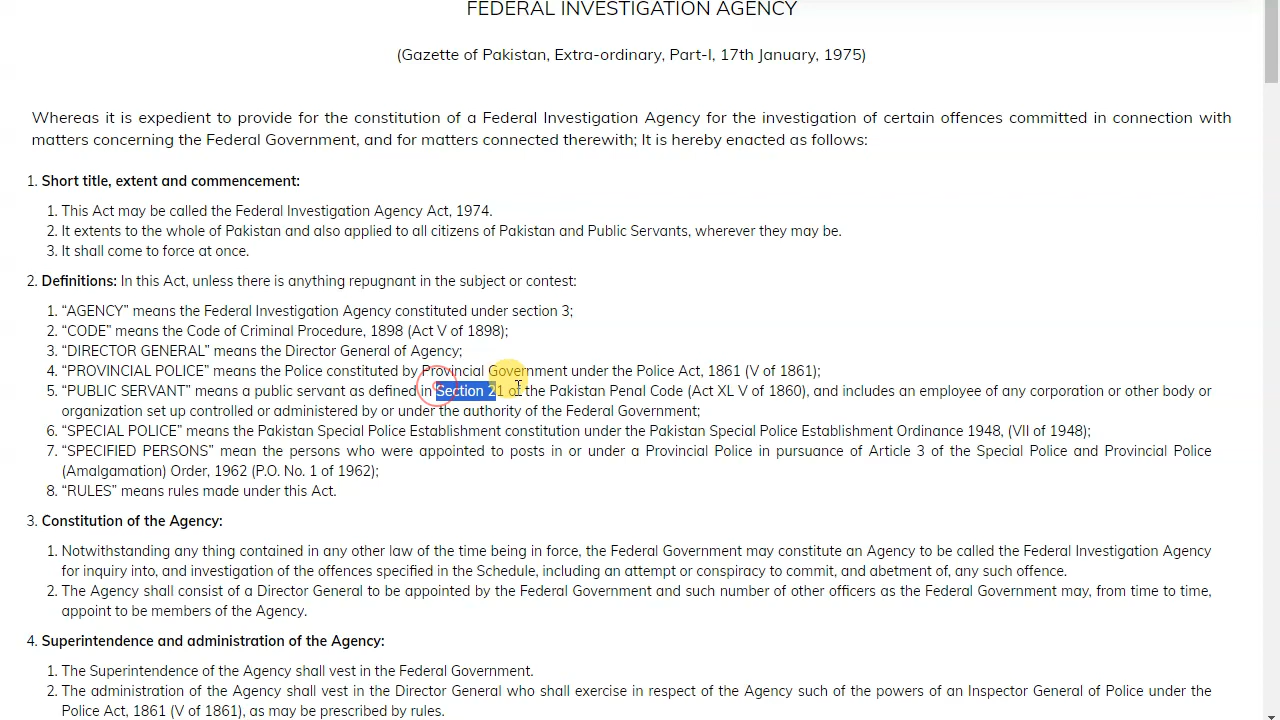 FEDERAL INVESTIGATION AGENCY
(Gazette of Pakistan, Extra-ordinary, Part-I, 17th January, 1975)
Whereas it is expedient to provide for the constitution of a Federal Investigation Agency for the investigation of certain offences committed in connection with
matters concerning the Federal Government, and for matters connected therewith; It is hereby enacted as follows:
1. Short title, extent and commencement:
1. This Act may be called the Federal Investigation Agency Act, 1974.
2. It extents to the whole of Pakistan and also applied to all citizens of Pakistan and Public Servants, wherever they may be.
3. It shall come to force at once.
2. Definitions: In this Act, unless there is anything repugnant in the subject or contest:
1. “AGENCY” means the Federal Investigation Agency constituted under section 3;
2. “CODE” means the Code of Criminal Procedure, 1898 (Act V of 1898);
3. “DIRECTOR GENERAL” means the Director General of Agency;
4. “PROVINCIAL POLICE” means the Police constituted by Provincial Government under the Police Act, 1861 (V of 1861);
5. “PUBLIC SERVANT” means a public servant as defined in Section 21 of the Pakistan Penal Code (Act XL V of 1860), and includes an employee of any corporation or other body or
organization set up controlled or administered by or under the authority of the Federal Government;
6. “SPECIAL POLICE” means the Pakistan Special Police Establishment constitution under the Pakistan Special Police Establishment Ordinance 1948, (VII of 1948);
7. “SPECIFIED PERSONS” mean the persons who were appointed to posts in or under a Provincial Police in pursuance of Article 3 of the Special Police and Provincial Police
(Amalgamation) Order, 1962 (P.O. No. 1 of 1962);
8. “RULES” means rules made under this Act.
3. Constitution of the Agency:
1. Notwithstanding any thing contained in any other law of the time being in force, the Federal Government may constitute an Agency to be called the Federal Investigation Agency
for inquiry into, and investigation of the offences specified in the Schedule, including an attempt or conspiracy to commit, and abetment of, any such offence.
2. The Agency shall consist of a Director General to be appointed by the Federal Government and such number of other officers as the Federal Government may, from time to time,
appoint to be members of the Agency.
4. Superintendence and administration of the Agency:
1. The Superintendence of the Agency shall vest in the Federal Government.
2. The administration of the Agency shall vest in the Director General who shall exercise in respect of the Agency such of the powers of an Inspector General of Police under the
Police Act, 1861 (V of 1861), as may be prescribed by rules.